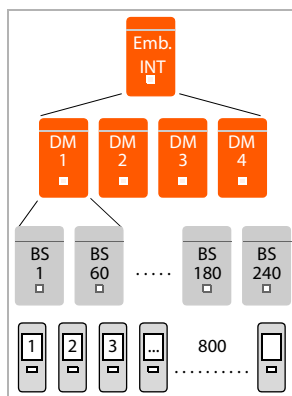 Emb.
INT
DM DM DM DM
1 2 3 4
BS BS BS BS
1 60 ..... 180 240
1 2 3 ... 800
..........